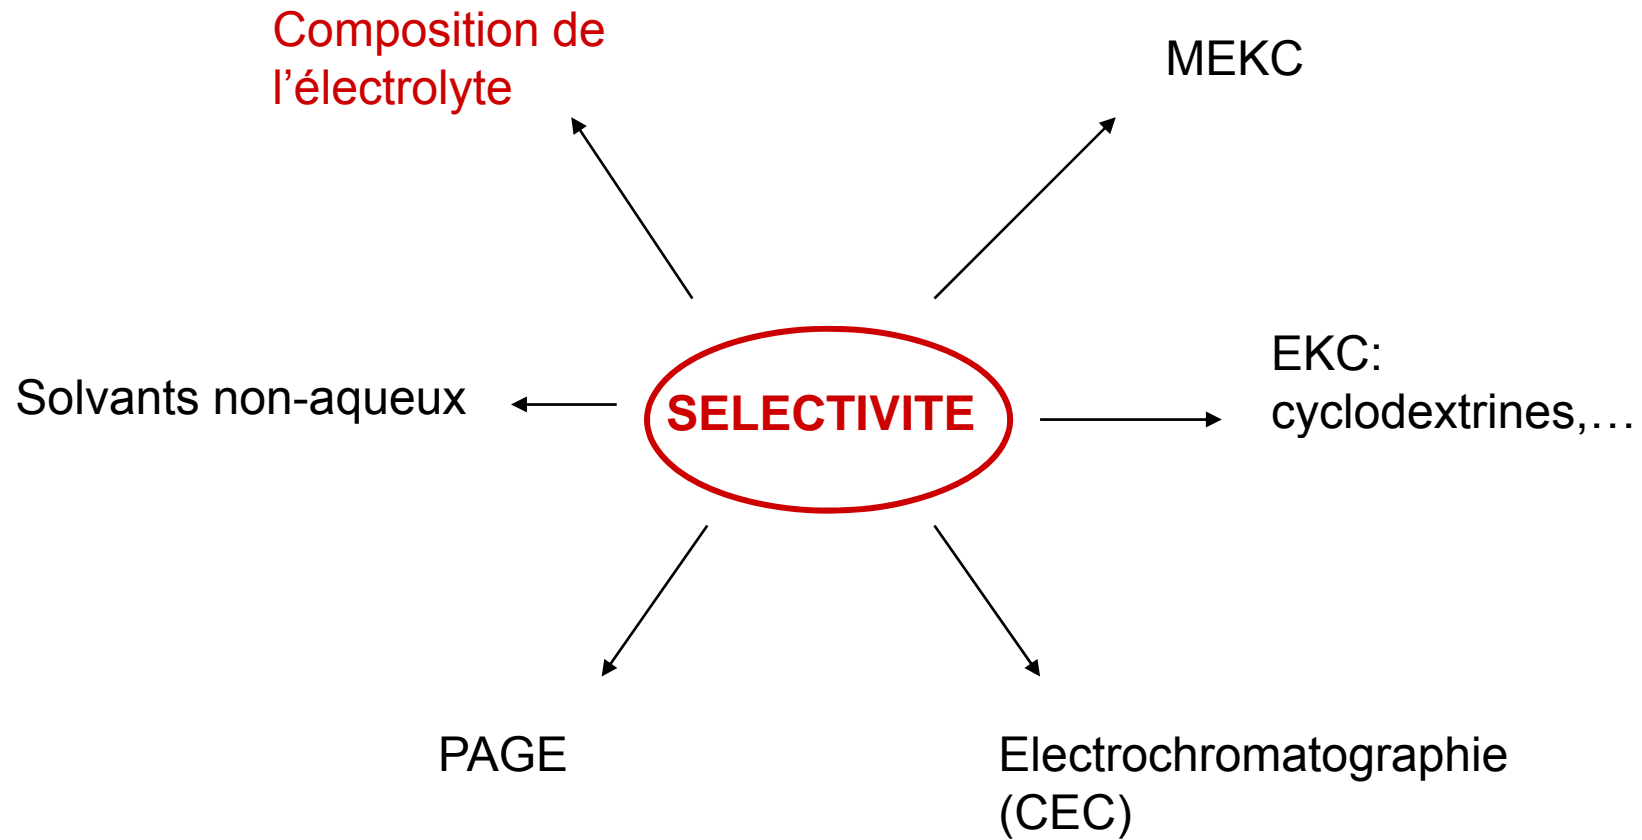 Composition de
l’électrolyte
MEKC
Solvants non-aqueux
SELECTIVITE
EKC:
cyclodextrines,…
PAGE
Electrochromatographie
(CEC)